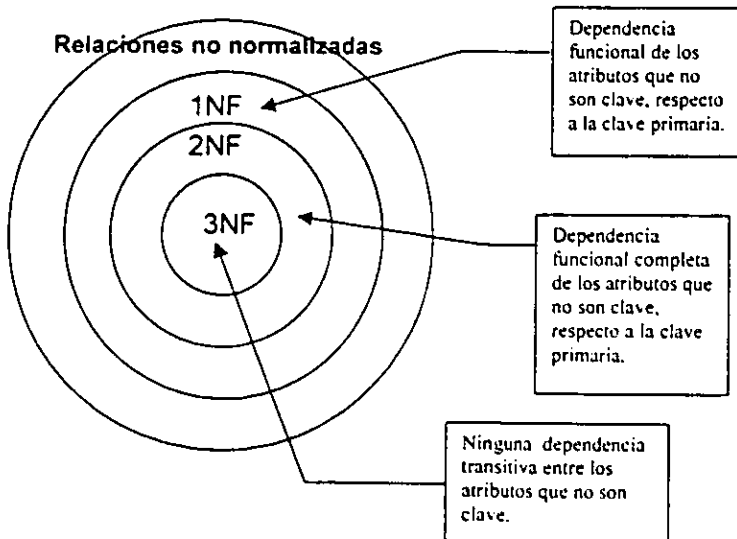 Relaciones no normalizadas
1NF
2NF
3NF
Dependencia
funcional de los
atributos que no
son clave, respecto
a la clave primaria.
Dependencia
funcional completa
de los atributos que
no son clave,
respecto a la clave
primaria.
Ninguna dependencia
transitiva entre los
atributos que no son
clave.